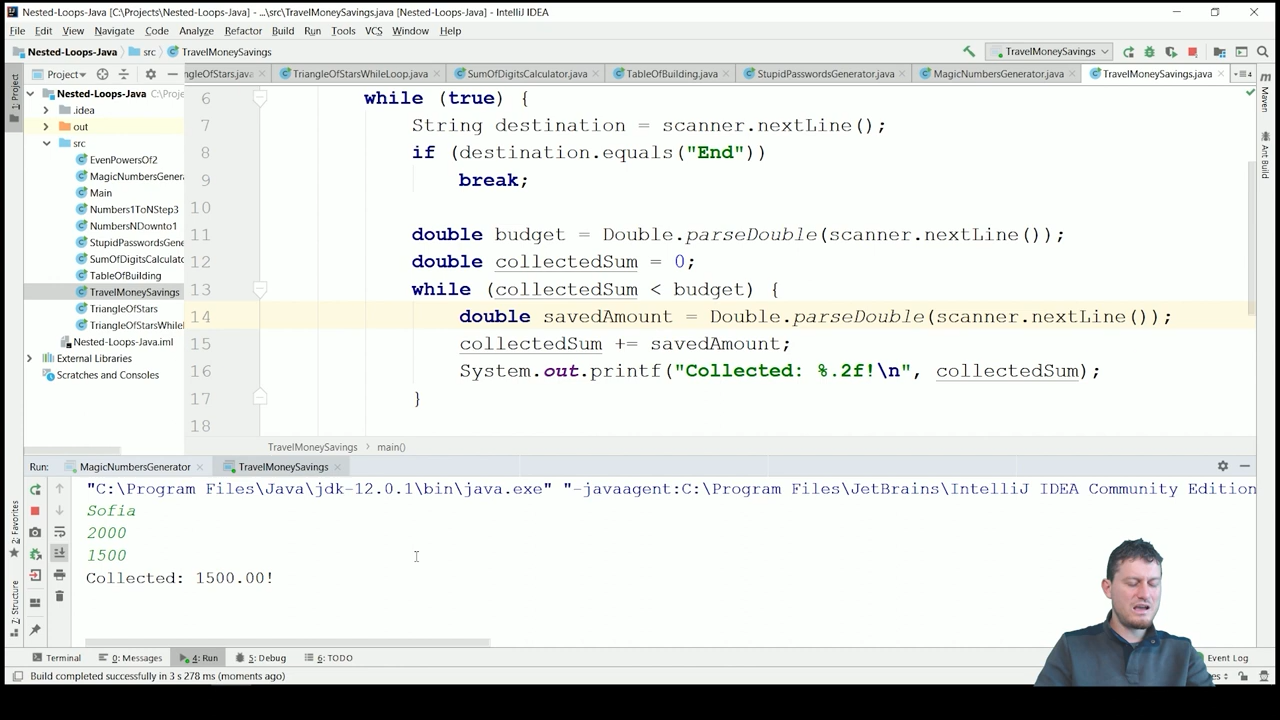 Nested-Loops-Java [C:\Projects\Nested-Loops-Java] - ...\src\TravelMoneySavings.java [Nested-Loops-Java] - IntelliJ IDEA
File Edit View Navigate Code Analyze Refactor Build Run Tools VCS Window Help
Nested-Loops-Java src TravelMoneySavings TravelMoneySavings
1: Project
Project
ngleOfStars.java TriangleOfStarsWhileLoop.java SumOfDigitsCalculator.java TableOfBuilding.java StupidPasswordsGenerator.java MagicNumbersGenerator.java TravelMoneySavings.java
Maven
Ant Build
Nested-Loops-Java C:\Proje
.idea
out
src
EvenPowersOf2
MagicNumbersGenera
Main
Numbers1ToNStep3
NumbersNDownto1
StupidPasswordsGene
SumOfDigitsCalculato
TableOfBuilding
TravelMoneySavings
TriangleOfStars
TriangleOfStarsWhileL
Nested-Loops-Java.iml
External Libraries
Scratches and Consoles
6 while (true) {
7 String destination = scanner.nextLine();
8 if (destination.equals("End"))
9 break;
10
11 double budget = Double.parseDouble(scanner.nextLine());
12 double collectedSum = 0;
13 while (collectedSum < budget) {
14 double savedAmount = Double.parseDouble(scanner.nextLine());
15 collectedSum += savedAmount;
16 System.out.printf("Collected: %.2f!\n", collectedSum);
17 }
18
TravelMoneySavings main()
Run: MagicNumbersGenerator TravelMoneySavings
"C:\Program Files\Java\jdk-12.0.1\bin\java.exe" "-javaagent:C:\Program Files\JetBrains\IntelliJ IDEA Community Edition
Sofia
2000
1500
Collected: 1500.00!
2: Favorites
7: Structure
Terminal 0: Messages 4: Run 5: Debug 6: TODO Event Log
Build completed successfully in 3 s 278 ms (moments ago)